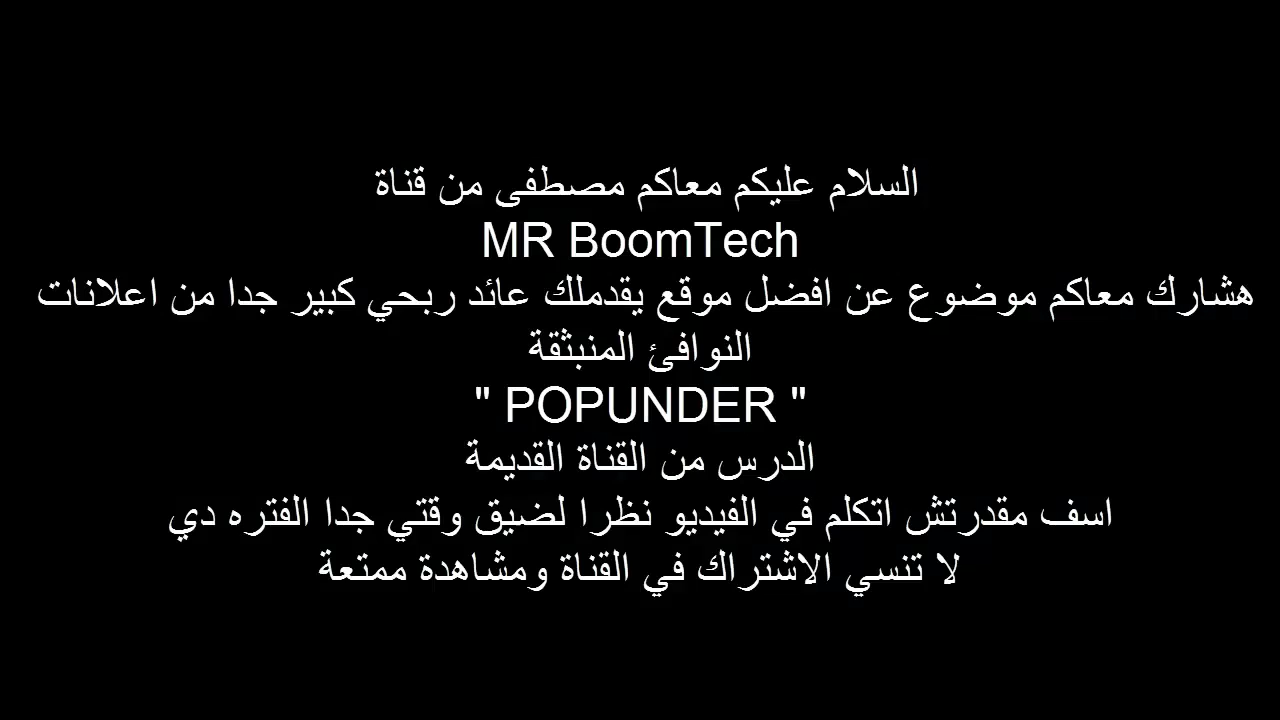 السلام عليكم معاكم مصطفى من قناة
MR BoomTech
هشارك معاكم موضوع عن افضل موقع يقدملك عائد ربحي كبير جدا من اعلانات
النوافئ المنبثقة
" POPUNDER "
الدرس من القناة القديمة
اسف مقدرتش اتكلم في الفيديو نظرا لضيق وقتي جدا الفتره دي
لا تنسي الاشتراك في القناة ومشاهدة ممتعة